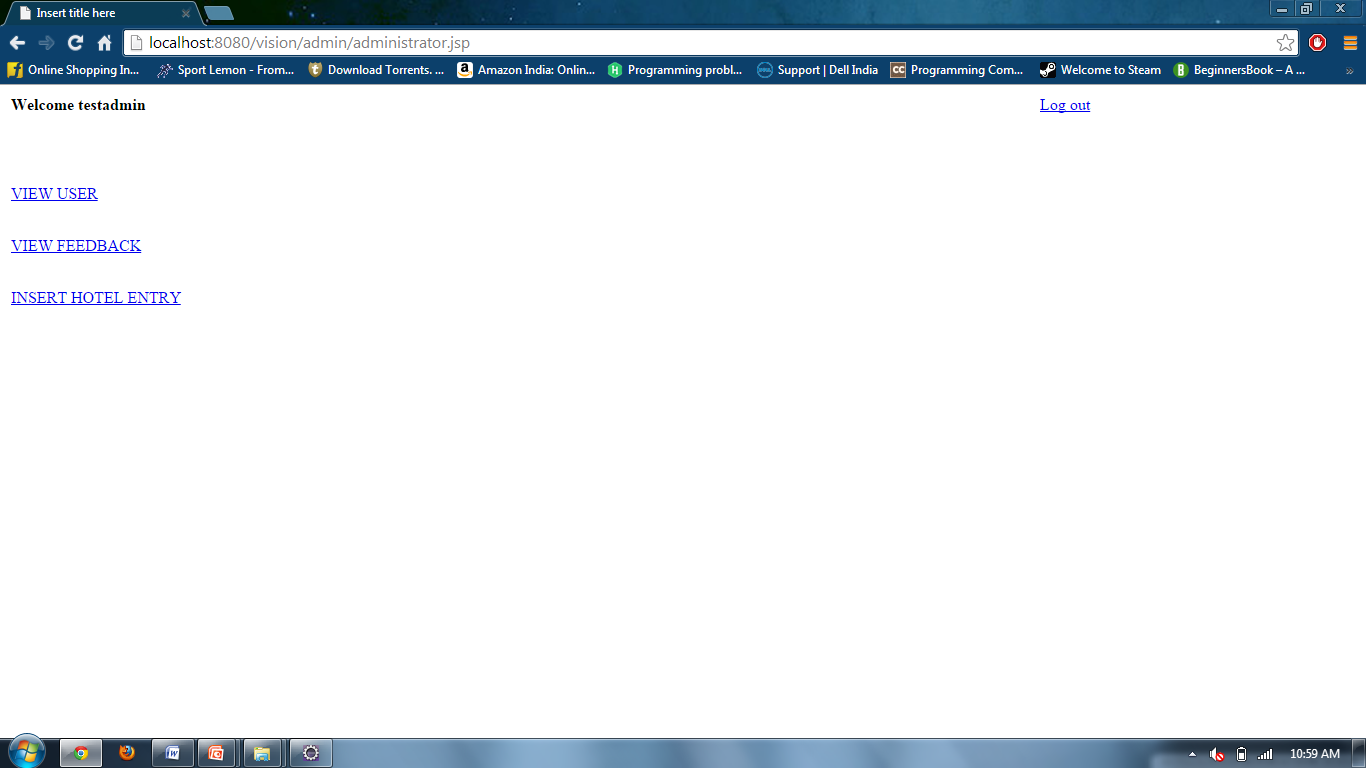 Insert title here
localhost:8080/vision/admin/administrator.jsp
Online Shopping In... Sport Lemon - From... Download Torrents. ... Amazon India: Onlin... Programming probl... Support | Dell India Programming Com... Welcome to Steam BeginnersBook – A ... »
Welcome testadmin Log out
VIEW USER
VIEW FEEDBACK
INSERT HOTEL ENTRY
10:59 AM